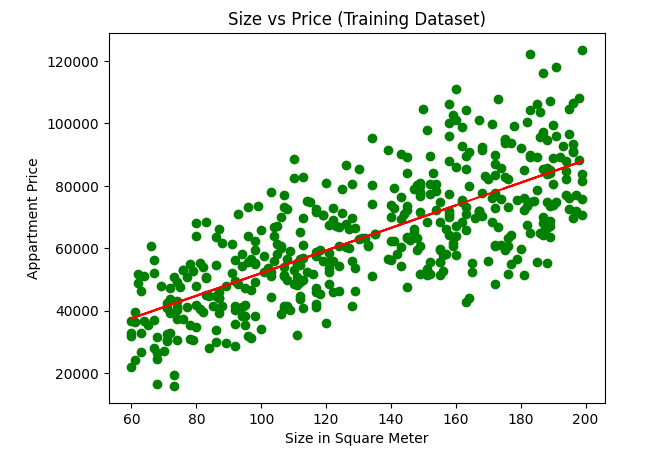 Size vs Price (Training Dataset)
120000
100000
80000
60000
40000
20000
Appartment Price
60 80 100 120 140 160 180 200
Size in Square Meter